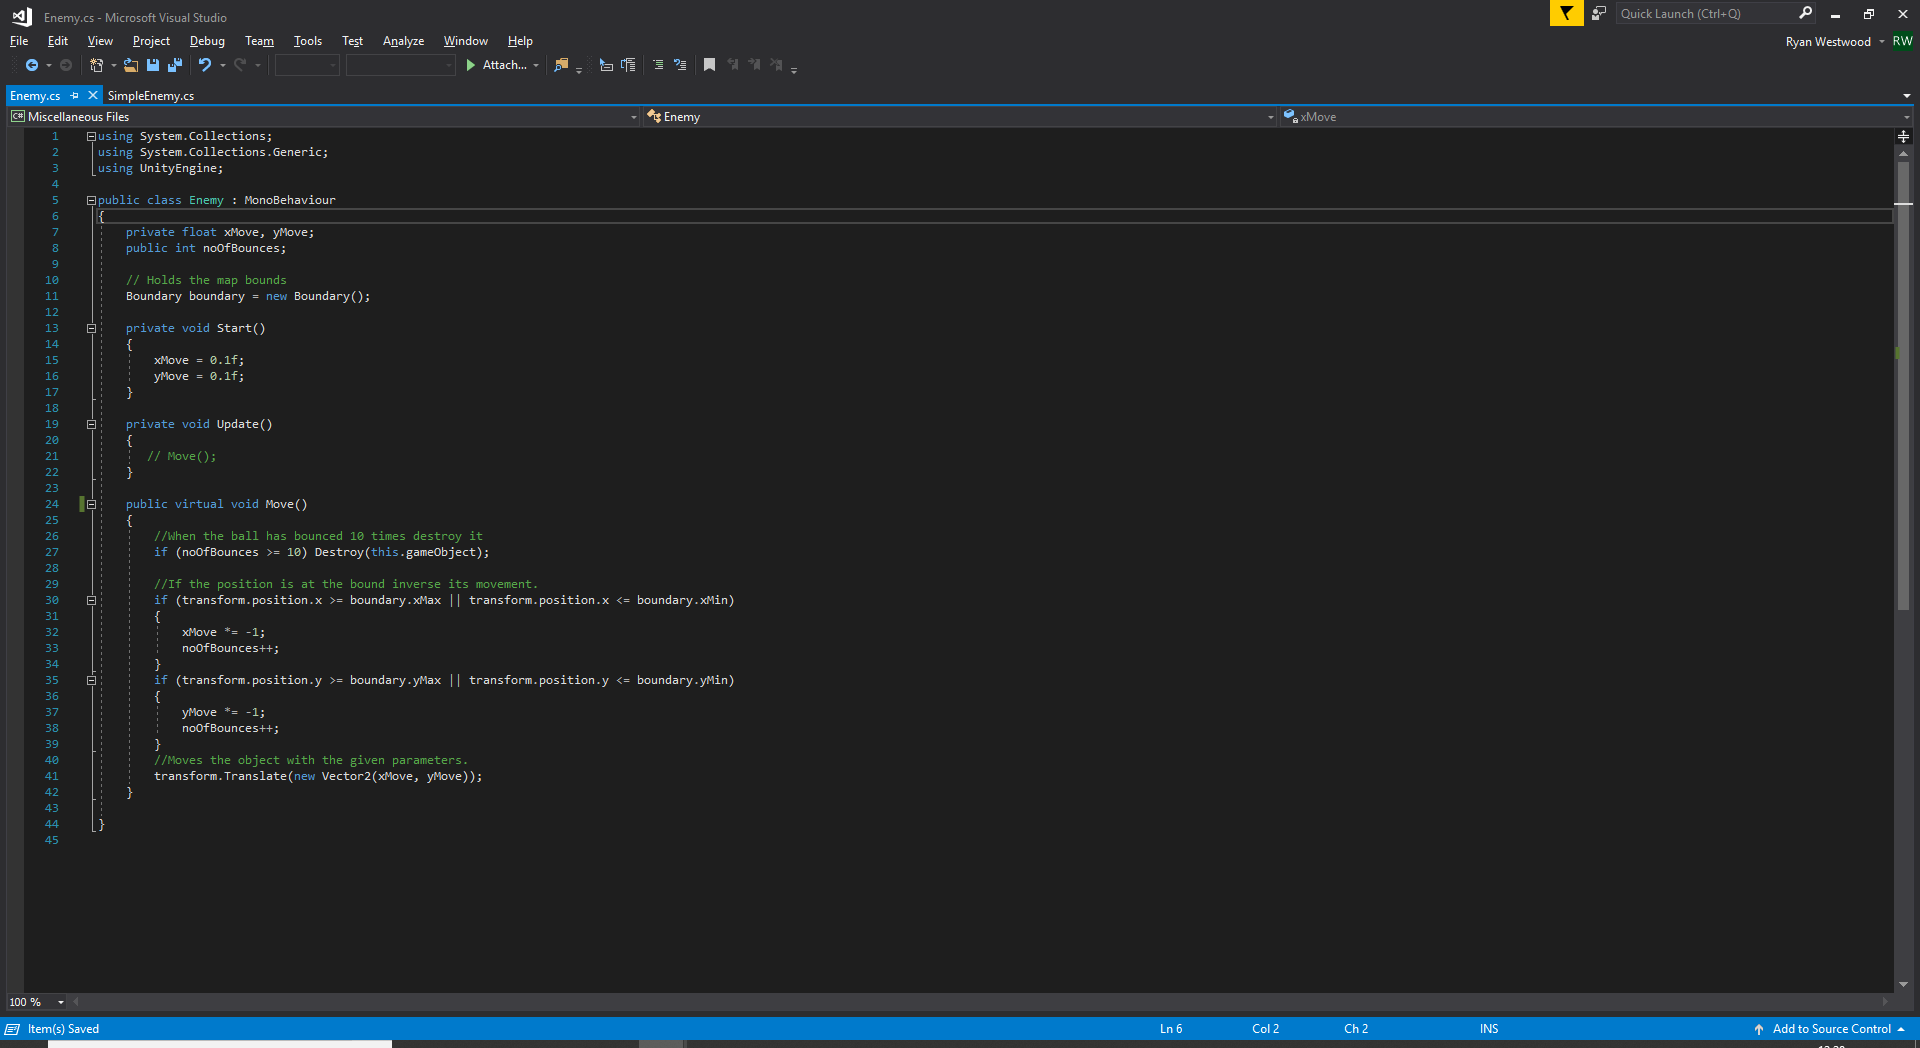 Enemy.cs - Microsoft Visual Studio
Quick Launch (Ctrl+Q)
File Edit View Project Debug Team Tools Test Analyze Window Help
Ryan Westwood RW
Attach...
Enemy.cs SimpleEnemy.cs
C# Miscellaneous Files Enemy xMove
1 using System.Collections;
2 using System.Collections.Generic;
3 using UnityEngine;
4
5 public class Enemy : MonoBehaviour
6 {
7 private float xMove, yMove;
8 public int noOfBounces;
9
10 // Holds the map bounds
11 Boundary boundary = new Boundary();
12
13 private void Start()
14 {
15 xMove = 0.1f;
16 yMove = 0.1f;
17 }
18
19 private void Update()
20 {
21 // Move();
22 }
23
24 public virtual void Move()
25 {
26 //When the ball has bounced 10 times destroy it
27 if (noOfBounces >= 10) Destroy(this.gameObject);
28
29 //If the position is at the bound inverse its movement.
30 if (transform.position.x >= boundary.xMax || transform.position.x <= boundary.xMin)
31 {
32 xMove *= -1;
33 noOfBounces++;
34 }
35 if (transform.position.y >= boundary.yMax || transform.position.y <= boundary.yMin)
36 {
37 yMove *= -1;
38 noOfBounces++;
39 }
40 //Moves the object with the given parameters.
41 transform.Translate(new Vector2(xMove, yMove));
42 }
43
44 }
45
100 %
Item(s) Saved Ln 6 Col 2 Ch 2 INS Add to Source Control